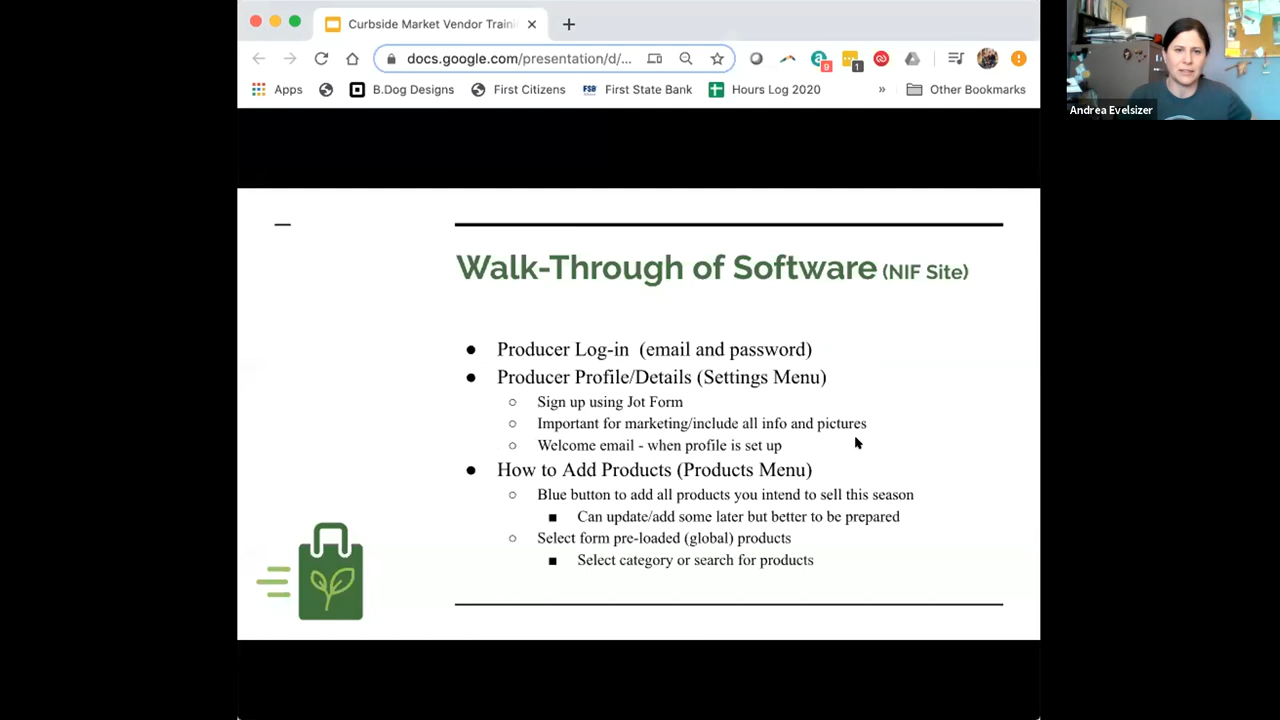 Curbside Market Vendor Traini
docs.google.com/presentation/d/...
9
1
Apps
B.Dog Designs
First Citizens
FSB
First State Bank
Hours Log 2020
»
Other Bookmarks
Andrea Evelsizer
Walk-Through of Software (NIF Site)
● Producer Log-in (email and password)
● Producer Profile/Details (Settings Menu)
○ Sign up using Jot Form
○ Important for marketing/include all info and pictures
○ Welcome email - when profile is set up
● How to Add Products (Products Menu)
○ Blue button to add all products you intend to sell this season
■ Can update/add some later but better to be prepared
○ Select form pre-loaded (global) products
■ Select category or search for products